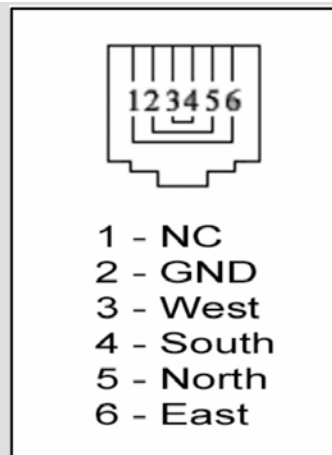 123456
1 - NC
2 - GND
3 - West
4 - South
5 - North
6 - East